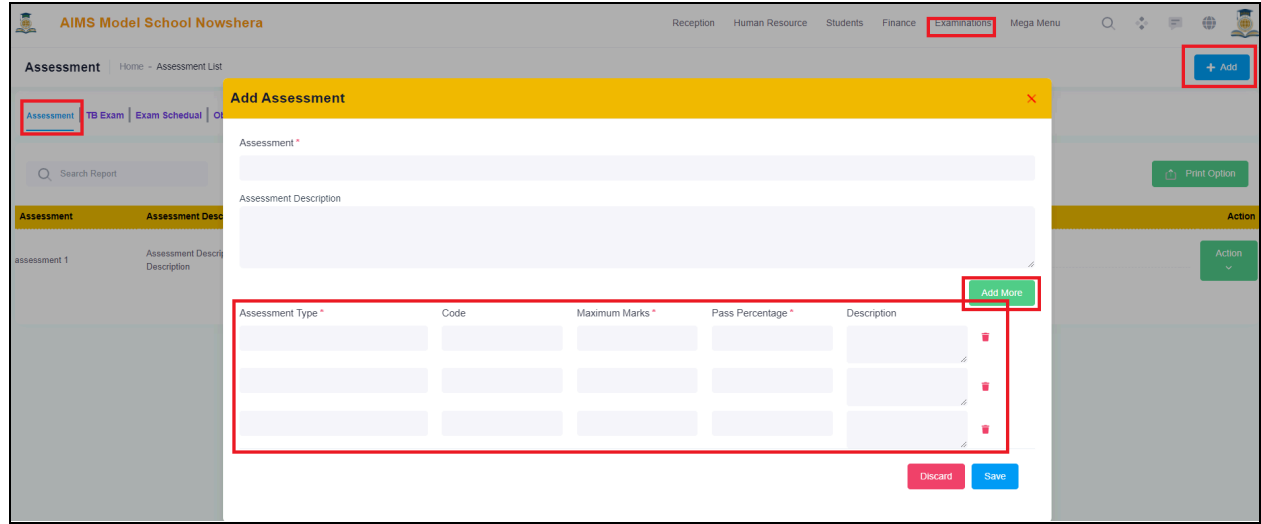 AIMS Model School Nowshera
Reception Human Resource Students Finance Examinations Mega Menu
Assessment Home - Assessment List
+ Add
Add Assessment
Assessment TB Exam Exam Schedual
Assessment *
Search Report
Print Option
Assessment Description
Assessment Assessment Desc Action
assessment 1 Assessment Descrip
Description
Action
Add More
Assessment Type * Code Maximum Marks * Pass Percentage * Description
Discard Save